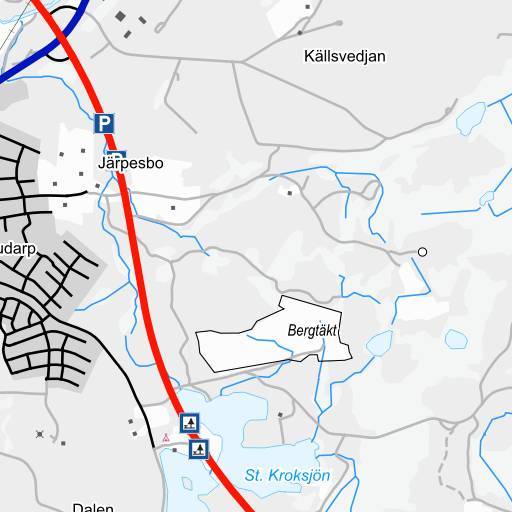 Källsvedjan
P
Järpesbo
udarp
Bergtäkt
St. Kroksjön
Dalen